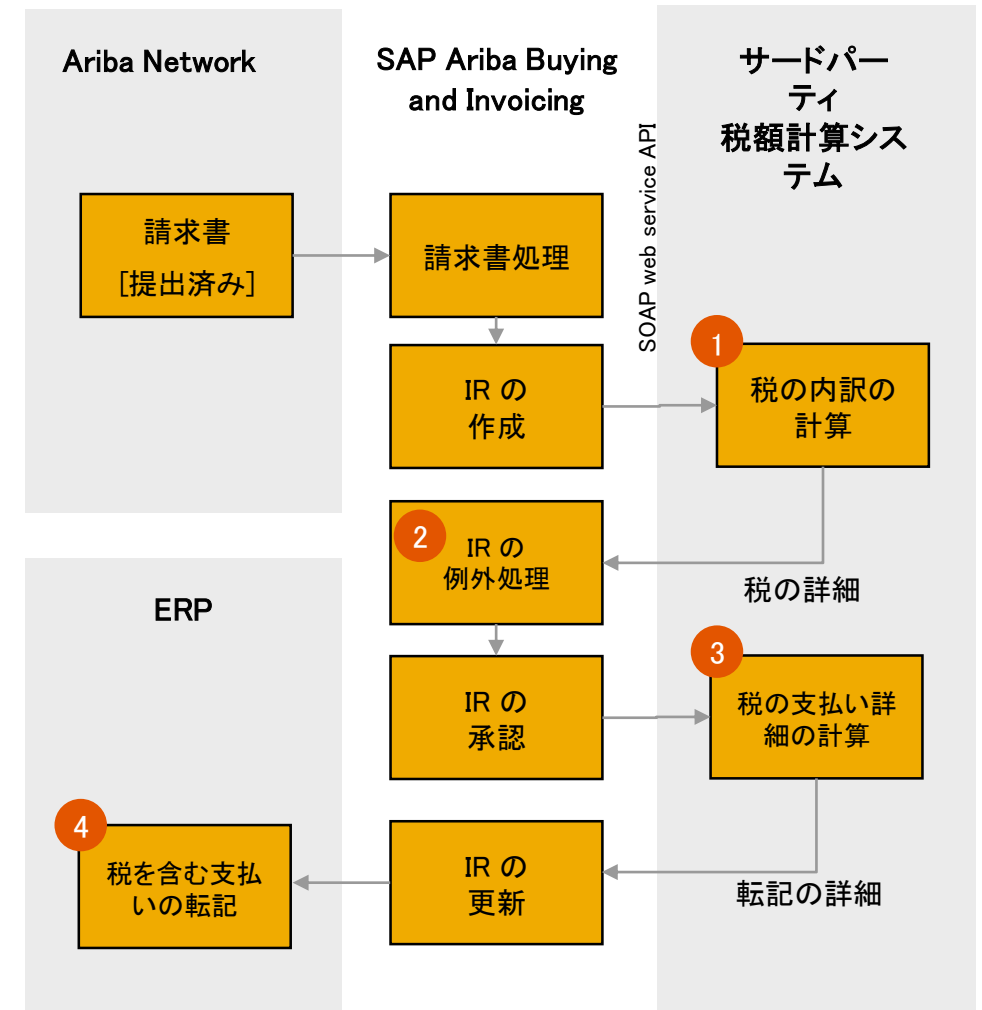 Ariba Network
SAP Ariba Buying
and Invoicing
サードパー
ティ
税額計算シス
テム
SOAP web service API
請求書
[提出済み]
請求書処理
IR の
作成
1
税の内訳の
計算
2
IR の
例外処理
税の詳細
ERP
IR の
承認
3
税の支払い詳
細の計算
4
税を含む支払
いの転記
IR の
更新
転記の詳細